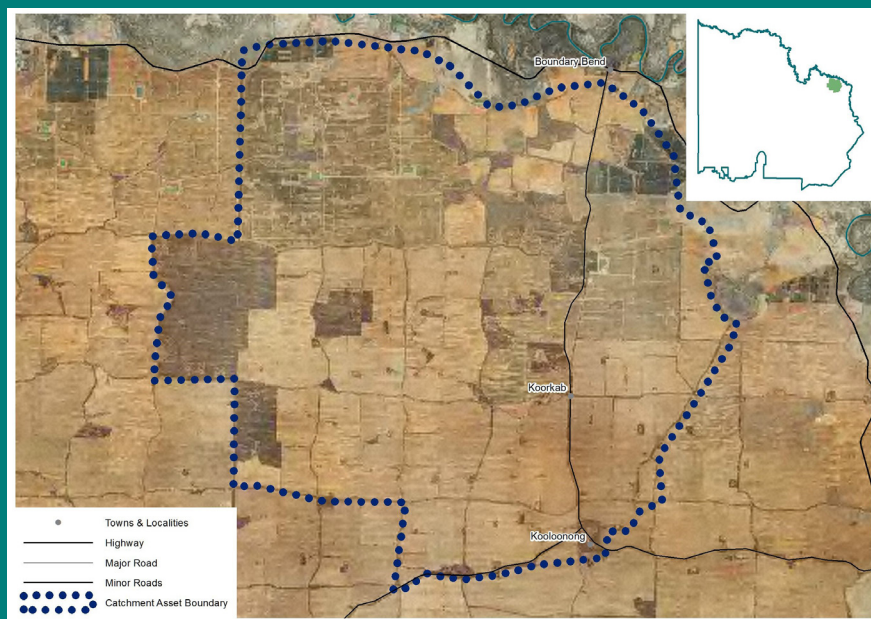 Boundary Bend
Koorkab
Kooloonong
Towns & Localities
Highway
Major Road
Minor Roads
Catchment Asset Boundary